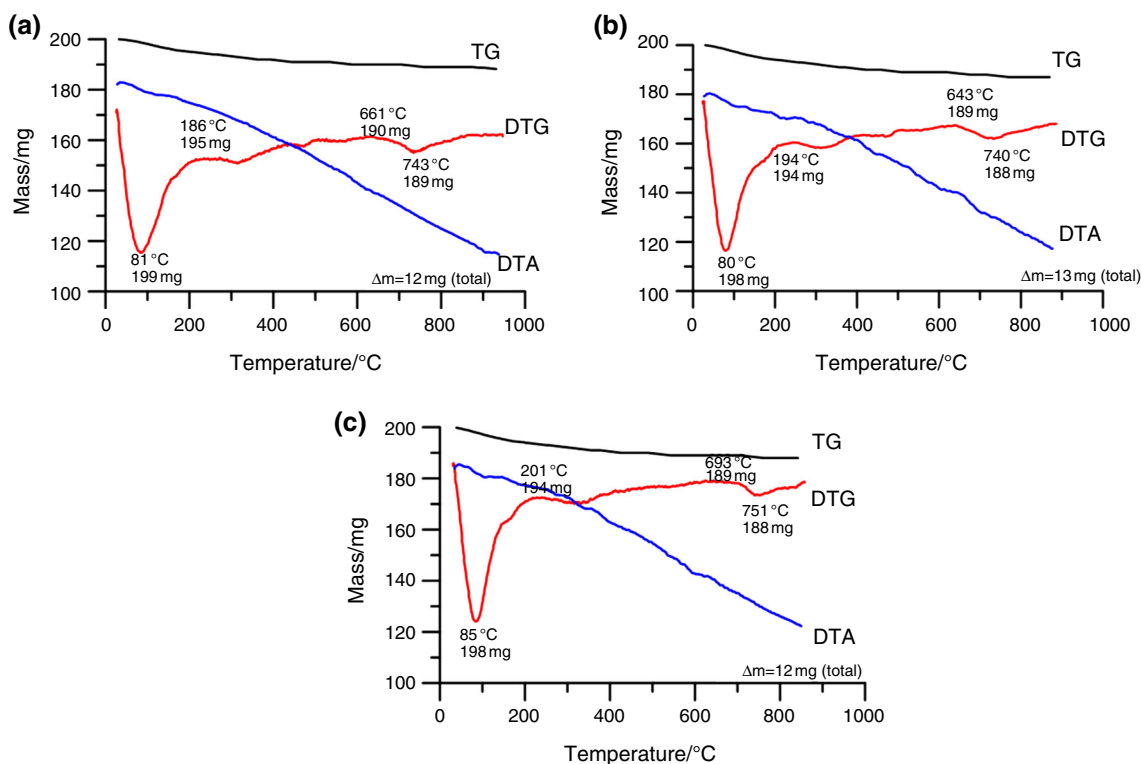 (a)
200
180
160
140
120
100
Mass/mg
TG
DTG
DTA
186 °C
195 mg
661 °C
190 mg
743 °C
189 mg
81 °C
199 mg
Δm=12 mg (total)
0 200 400 600 800 1000
Temperature/°C
(b)
200
180
160
140
120
100
Mass/mg
TG
DTG
DTA
643 °C
189 mg
194 °C
194 mg
740 °C
188 mg
80 °C
198 mg
Δm=13 mg (total)
0 200 400 600 800 1000
Temperature/°C
(c)
200
180
160
140
120
100
Mass/mg
TG
DTG
DTA
201 °C
194 mg
693 °C
189 mg
751 °C
188 mg
85 °C
198 mg
Δm=12 mg (total)
0 200 400 600 800 1000
Temperature/°C